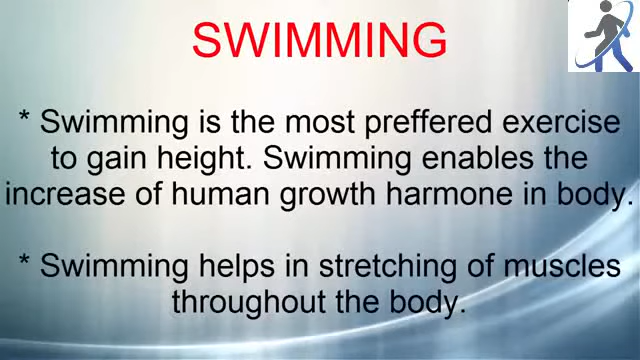 SWIMMING
* Swimming is the most preffered exercise
to gain height. Swimming enables the
increase of human growth harmone in body.
* Swimming helps in stretching of muscles
throughout the body.